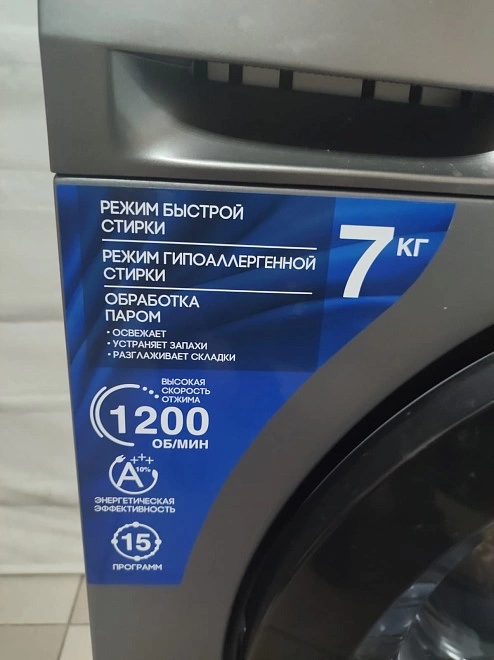 РЕЖИМ БЫСТРОЙ
СТИРКИ
РЕЖИМ ГИПОАЛЛЕРГЕННОЙ
СТИРКИ
ОБРАБОТКА
ПАРОМ
• ОСВЕЖАЕТ
• УСТРАНЯЕТ ЗАПАХИ
• РАЗГЛАЖИВАЕТ СКЛАДКИ
7 КГ
ВЫСОКАЯ
СКОРОСТЬ
ОТЖИМА
1200
ОБ/МИН
A+++
10%
ЭНЕРГЕТИЧЕСКАЯ
ЭФФЕКТИВНОСТЬ
15
ПРОГРАММ